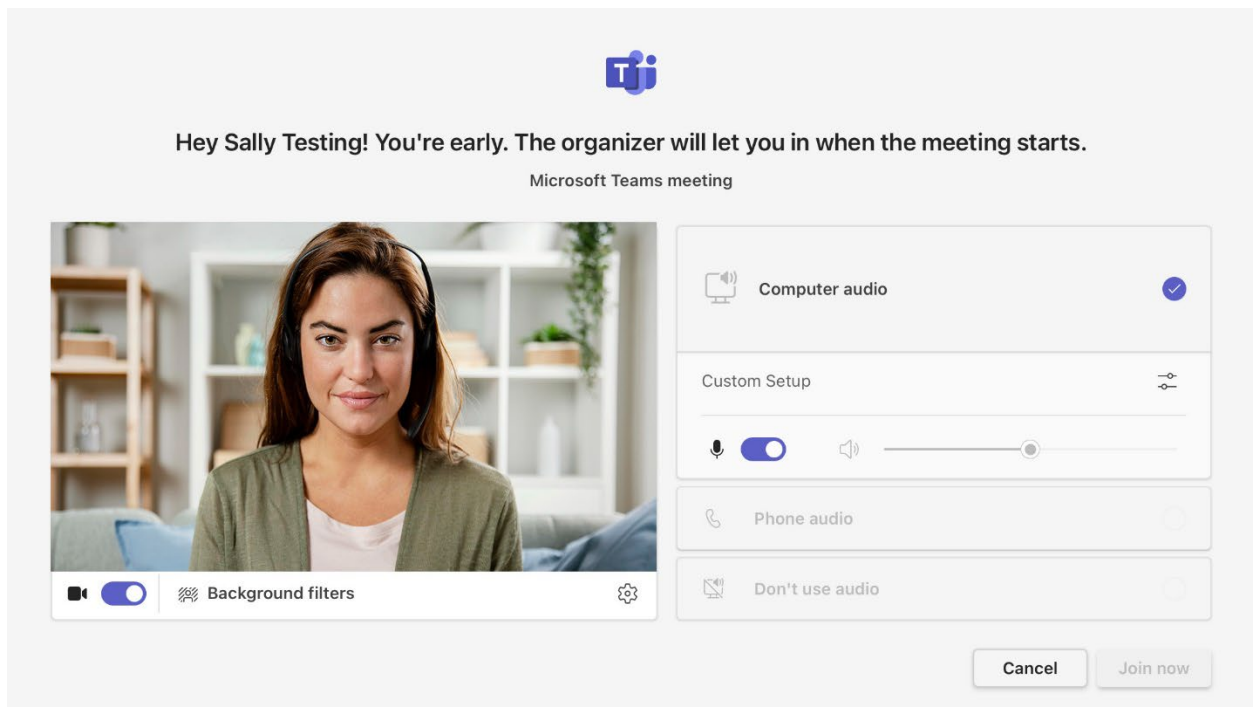 T
Hey Sally Testing! You're early. The organizer will let you in when the meeting starts.
Microsoft Teams meeting
Computer audio
Custom Setup
Phone audio
Background filters
Don't use audio
Cancel
Join now